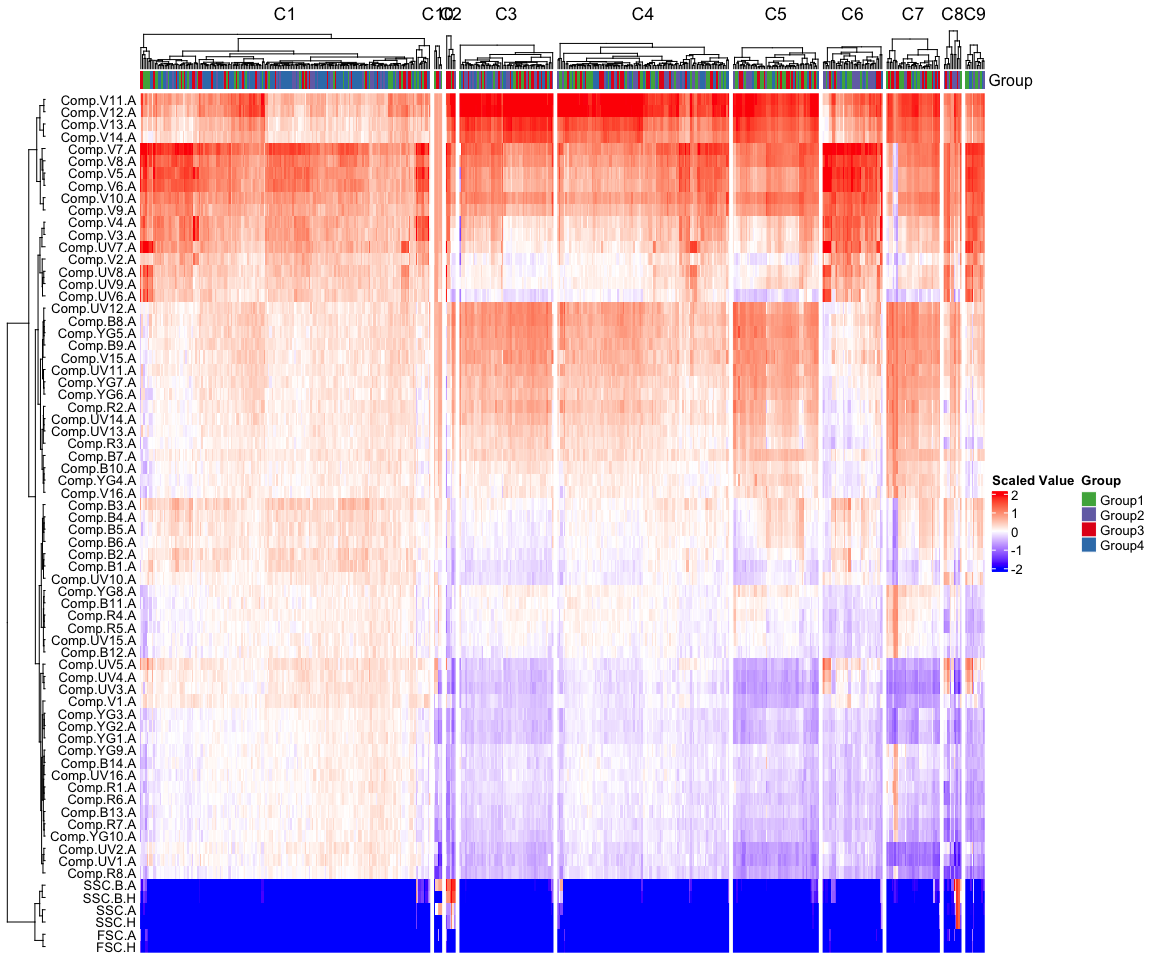 C1 C10 C2 C3 C4 C5 C6 C7 C8 C9
Group
Comp.V11.A
Comp.V12.A
Comp.V13.A
Comp.V14.A
Comp.V7.A
Comp.V8.A
Comp.V5.A
Comp.V6.A
Comp.V10.A
Comp.V9.A
Comp.V4.A
Comp.V3.A
Comp.UV7.A
Comp.V2.A
Comp.UV8.A
Comp.UV9.A
Comp.UV6.A
Comp.UV12.A
Comp.B8.A
Comp.YG5.A
Comp.B9.A
Comp.V15.A
Comp.UV11.A
Comp.YG7.A
Comp.YG6.A
Comp.R2.A
Comp.UV14.A
Comp.UV13.A
Comp.R3.A
Comp.B7.A
Comp.B10.A
Comp.YG4.A
Comp.V16.A
Comp.B3.A
Comp.B4.A
Comp.B5.A
Comp.B6.A
Comp.B2.A
Comp.B1.A
Comp.UV10.A
Comp.YG8.A
Comp.B11.A
Comp.R4.A
Comp.R5.A
Comp.UV15.A
Comp.B12.A
Comp.UV5.A
Comp.UV4.A
Comp.UV3.A
Comp.V1.A
Comp.YG3.A
Comp.YG2.A
Comp.YG1.A
Comp.YG9.A
Comp.B14.A
Comp.UV16.A
Comp.R1.A
Comp.R6.A
Comp.B13.A
Comp.R7.A
Comp.YG10.A
Comp.UV2.A
Comp.UV1.A
Comp.R8.A
SSC.B.A
SSC.B.H
SSC.A
SSC.H
FSC.A
FSC.H
Scaled Value
2
1
0
-1
-2
Group
Group1
Group2
Group3
Group4